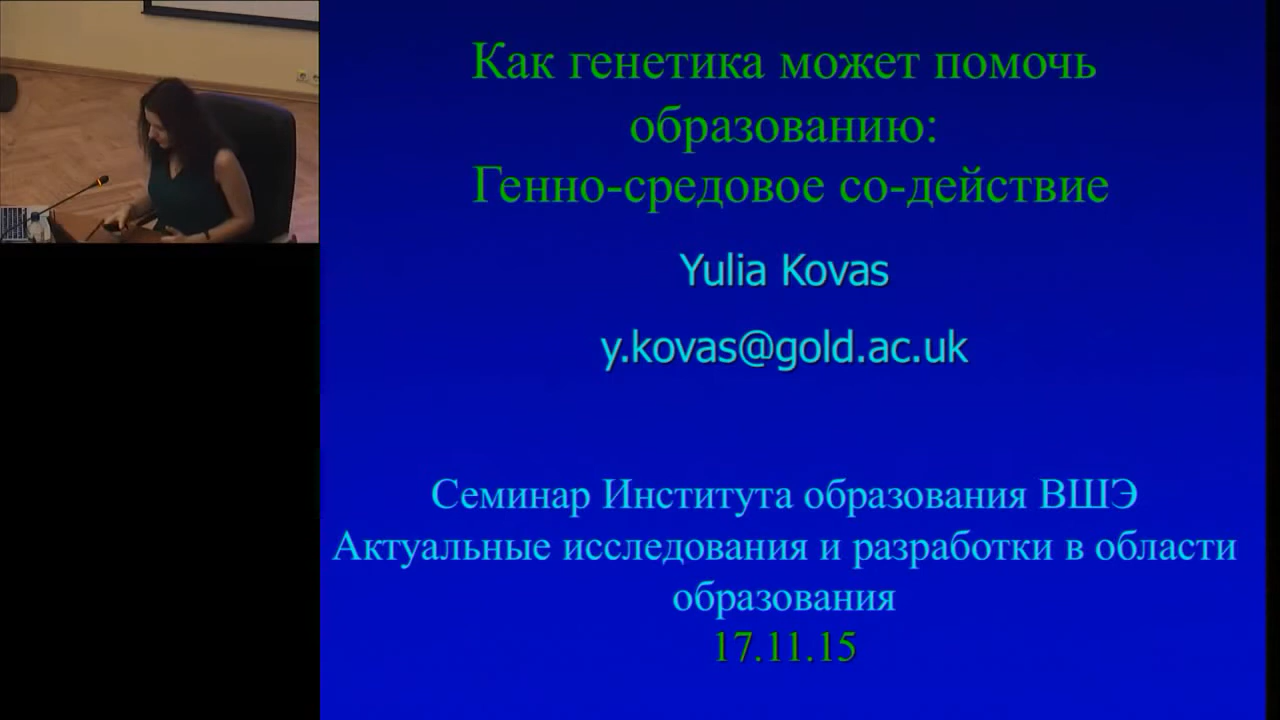 Как генетика может помочь
образованию:
Генно-средовое со-действие
Yulia Kovas
y.kovas@gold.ac.uk
Семинар Института образования ВШЭ
Актуальные исследования и разработки в области
образования
17.11.15